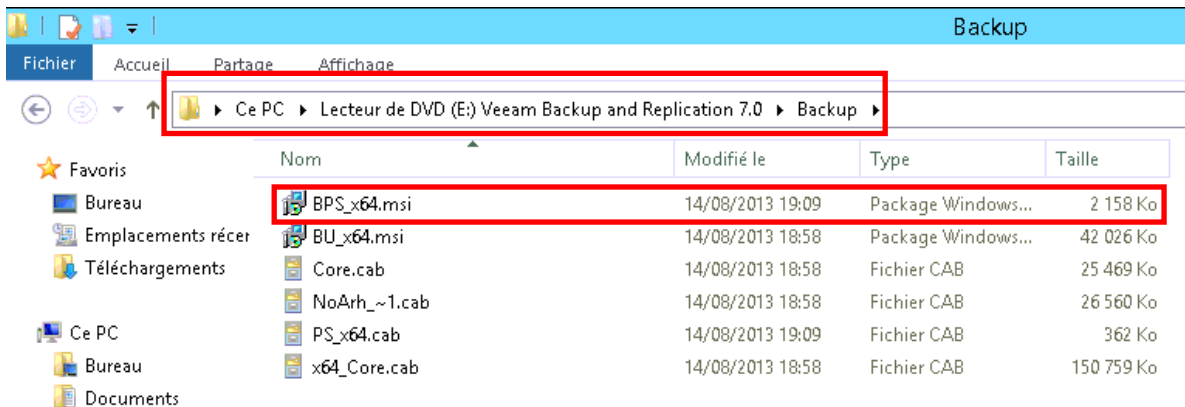 Backup
Fichier Accueil Partage Affichage
Ce PC Lecteur de DVD (E:) Veeam Backup and Replication 7.0 Backup
Nom Modifié le Type Taille
Favoris
Bureau
Emplacements récer
Téléchargements
Ce PC
Bureau
Documents
BPS_x64.msi 14/08/2013 19:09 Package Windows... 2 158 Ko
BU_x64.msi 14/08/2013 18:58 Package Windows... 42 026 Ko
Core.cab 14/08/2013 18:58 Fichier CAB 25 469 Ko
NoArh_~1.cab 14/08/2013 18:58 Fichier CAB 26 560 Ko
PS_x64.cab 14/08/2013 19:09 Fichier CAB 362 Ko
x64_Core.cab 14/08/2013 18:58 Fichier CAB 150 759 Ko